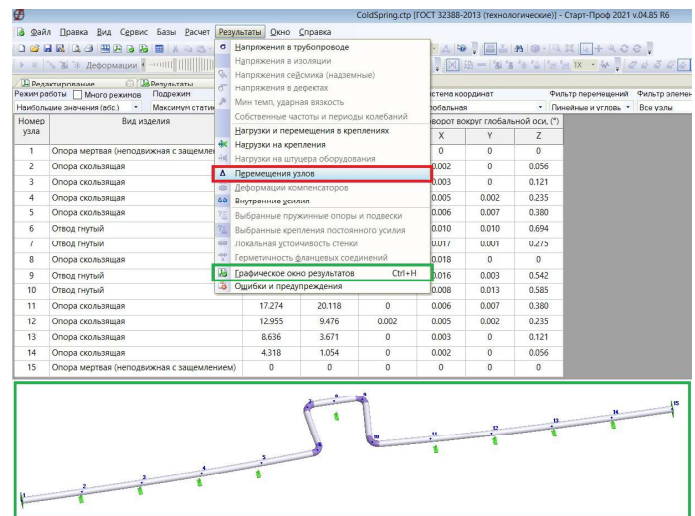 ColdSpring.ctp [ГОСТ 32388-2013 (технологические)] - Старт-Проф 2021 v.04.85 R6
Файл Правка Вид Сервис Базы Расчет Результаты Окно Справка
Деформации
1X
Редактирование Результаты
Режим работы Много режимов Подрежим
Фильтр перемещений
Наибольшие значения (абс.)
Линейные и угловь Все узлы
Напряжения в трубопроводе
Напряжения в изоляции
Напряжения сейсмика (надземные)
Напряжения в дефектах
Мин темп, ударная вязкость
Собственные частоты и периоды колебаний
Нагрузки и перемещения в креплениях
Нагрузки на крепления
Нагрузки на штуцера оборудования
Перемещения узлов
Деформации компенсаторов
Внутренние усилия
Выбранные пружинные опоры и подвески
Выбранные крепления постоянного усилия
Локальная устойчивость стенки
Герметичность фланцевых соединений
Графическое окно результатов Ctrl+H
Ошибки и предупреждения
Номер узла Вид изделия
оворот вокруг глобальной оси, (°)
X Y Z
1 Опора мертвая (неподвижная с защемлен 0 0 0
2 Опора скользящая 0.002 0 0.056
3 Опора скользящая 0.003 0 0.121
4 Опора скользящая 0.005 0.002 0.235
5 Опора скользящая 0.006 0.007 0.380
6 Отвод гнутый 0.010 0.010 0.694
7 Отвод гнутый 0.017 0.001 0.275
8 Опора скользящая 0.018 0 0
9 Отвод гнутый 0.016 0.003 0.542
10 Отвод гнутый 0.008 0.013 0.585
11 Опора скользящая 17.274 20.118 0 0.006 0.007 0.380
12 Опора скользящая 12.955 9.476 0.002 0.005 0.002 0.235
13 Опора скользящая 8.636 3.671 0 0.003 0 0.121
14 Опора скользящая 4.318 1.054 0 0.002 0 0.056
15 Опора мертвая (неподвижная с защемлением) 0 0 0 0 0 0
1 2 3 4 5 10 11 12 13 14 15